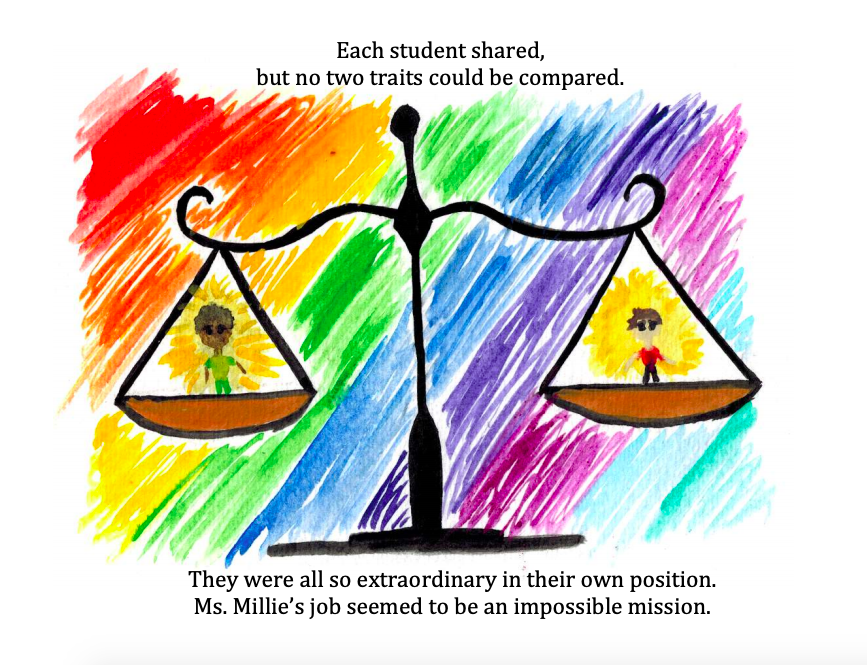 Each student shared,
but no two traits could be compared.
They were all so extraordinary in their own position.
Ms. Millie’s job seemed to be an impossible mission.